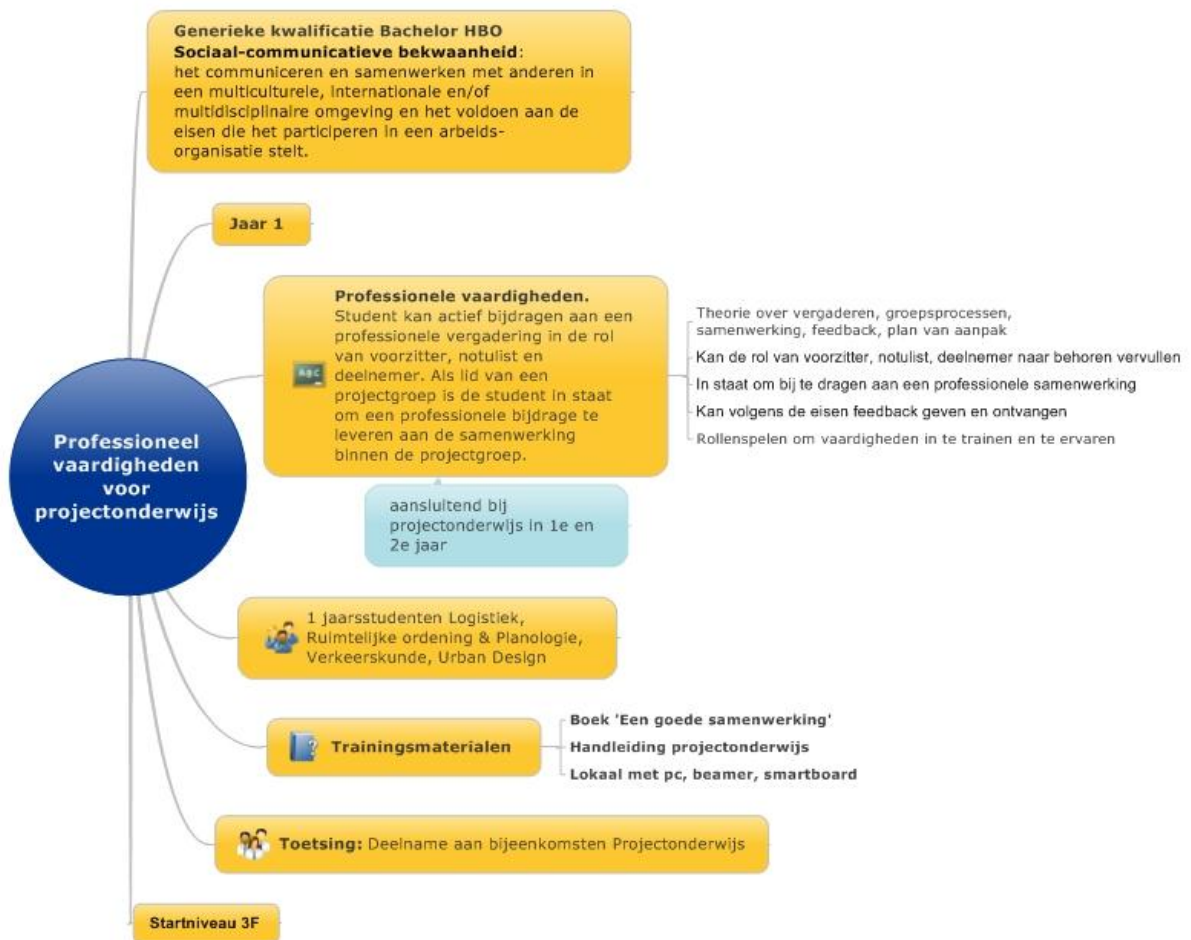 Generieke kwalificatie Bachelor HBO
Sociaal-communicatieve bekwaanheid:
het communiceren en samenwerken met anderen in
een multiculturele, internationale en/of
multidisciplinaire omgeving en het voldoen aan de
eisen die het participeren in een arbeids-
organisatie stelt.
Jaar 1
Professionele vaardigheden.
Student kan actief bijdragen aan een
professionele vergadering in de rol
van voorzitter, notulist en
deelnemer. Als lid van een
projectgroep is de student in staat
om een professionele bijdrage te
leveren aan de samenwerking
binnen de projectgroep.
ABC
Theorie over vergaderen, groepsprocessen,
samenwerking, feedback, plan van aanpak
Kan de rol van voorzitter, notulist, deelnemer naar behoren vervullen
In staat om bij te dragen aan een professionele samenwerking
Kan volgens de eisen feedback geven en ontvangen
Rollenspelen om vaardigheden in te trainen en te ervaren
aansluitend bij
projectonderwijs in 1e en
2e jaar
Professioneel
vaardigheden
voor
projectonderwijs
1 jaarsstudenten Logistiek,
Ruimtelijke ordening & Planologie,
Verkeerskunde, Urban Design
?
Trainingsmaterialen
Boek 'Een goede samenwerking'
Handleiding projectonderwijs
Lokaal met pc, beamer, smartboard
Toetsing: Deelname aan bijeenkomsten Projectonderwijs
Startniveau 3F